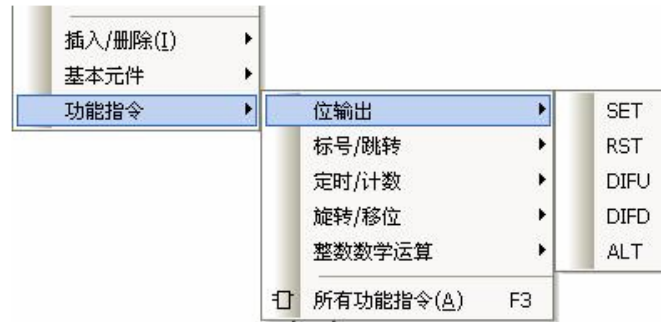 插入/删除(I)
基本元件
功能指令
位输出
标号/跳转
定时/计数
旋转/移位
整数数学运算
所有功能指令(A) F3
SET
RST
DIFU
DIFD
ALT